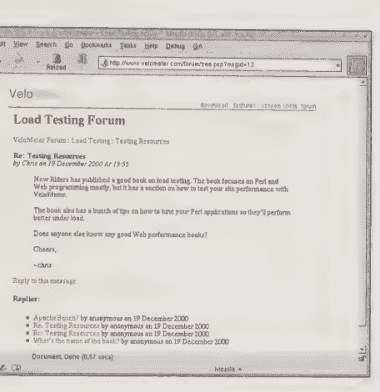 View Search Go Bookmarks Tasks Help Debug QA
Reload
http://www.velometer.com/forum/tree.psp?msgid=12
Velo
download features screen shots forum
Load Testing Forum
VeloMeter Forum : Load Testing : Testing Resources
Re: Testing Resources
by Chris on 19 December 2000 At 19:55
New Riders has published a good book on load testing. The book focuses on Perl and
Web programming mostly, but it has a section on how to test your site performance with
VeloMeter.
The book also has a bunch of tips on how to tune your Perl applications so they'll perform
better under load.
Does anyone else know any good Web performance books?
Cheers,
-chris
Reply to this message
Replies:
ApacheBench? by anonymous on 19 December 2000
Re: Testing Resources by anonymous on 19 December 2000
Re: Testing Resources by anonymous on 19 December 2000
What's the name of the book? by anonymous on 19 December 2000
Document: Done (0.57 secs)
Mozilla